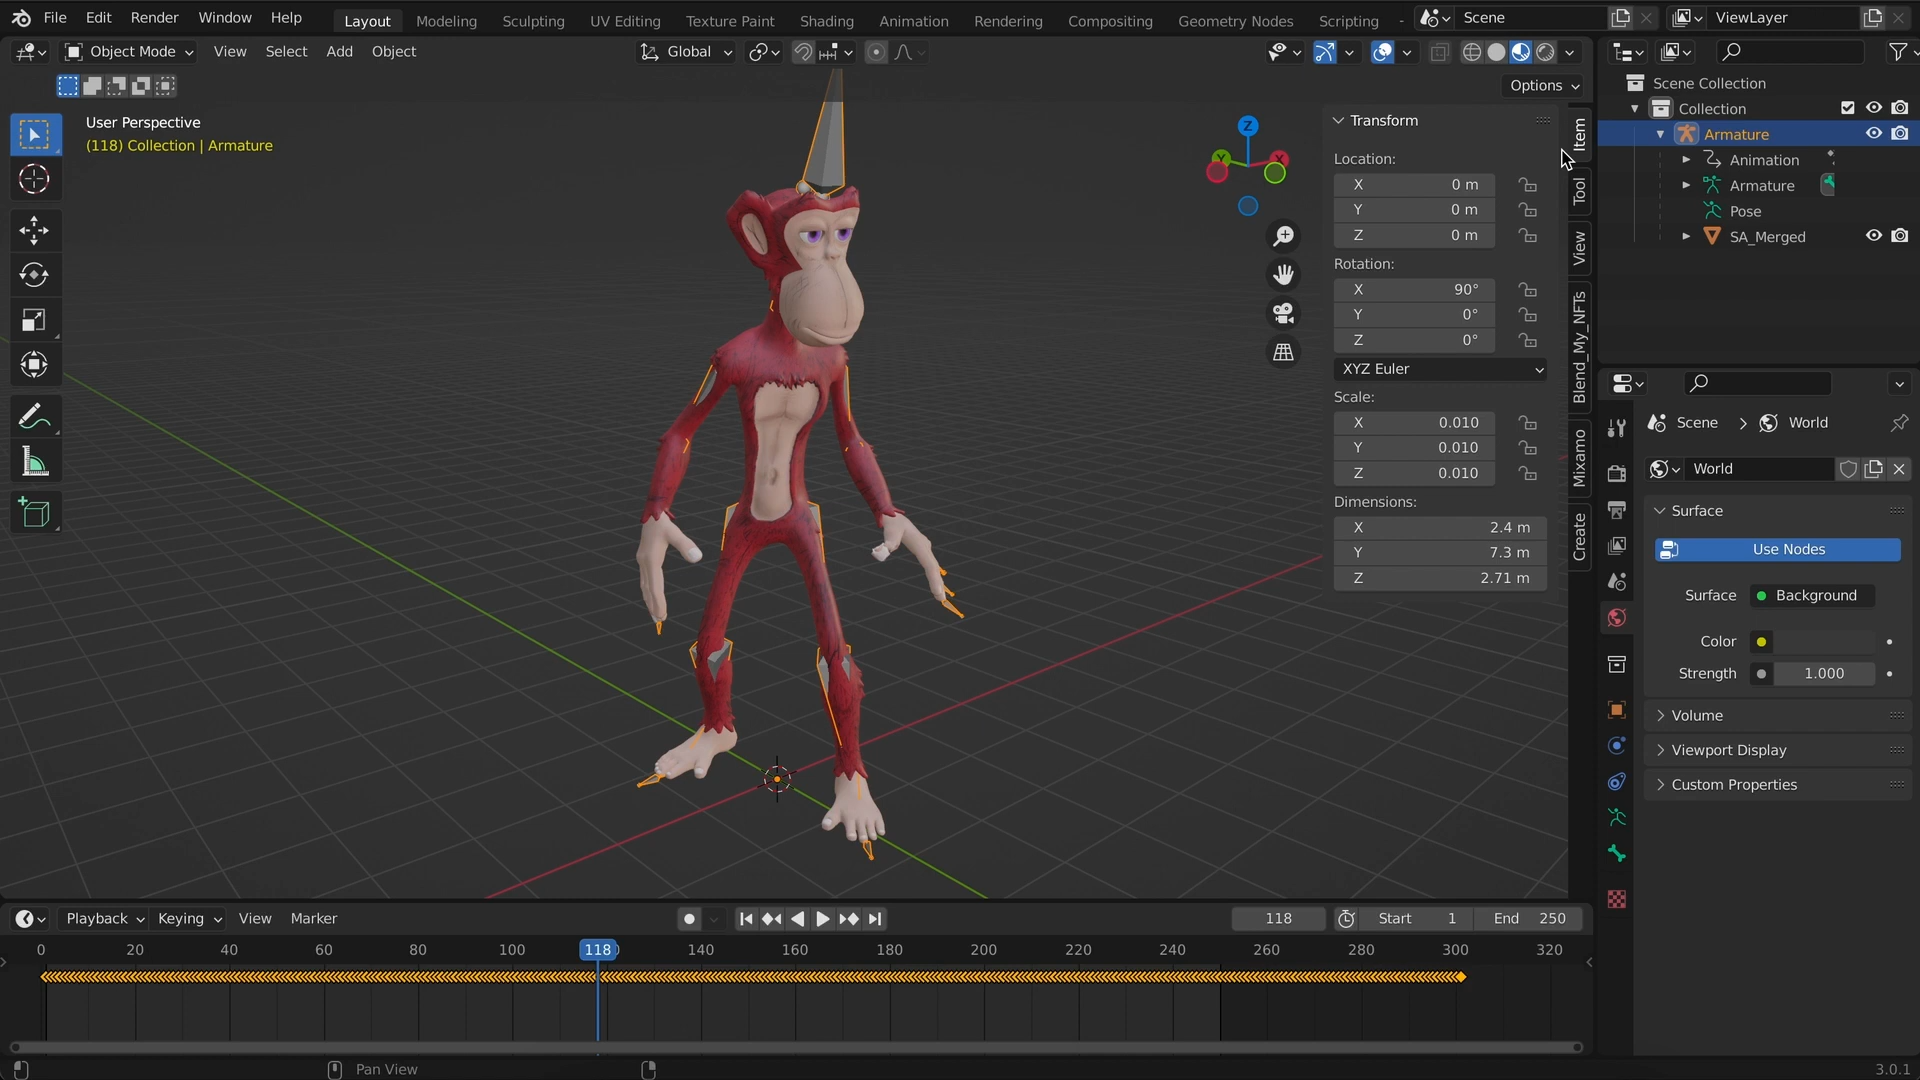 File Edit Render Window Help Layout Modeling Sculpting UV Editing Texture Paint Shading Animation Rendering Compositing Geometry Nodes Scripting Scene ViewLayer
Object Mode View Select Add Object Global
Options
User Perspective
(118) Collection | Armature
Z
Y
X
Transform
Location:
X 0 m
Y 0 m
Z 0 m
Rotation:
X 90°
Y 0°
Z 0°
XYZ Euler
Scale:
X 0.010
Y 0.010
Z 0.010
Dimensions:
X 2.4 m
Y 7.3 m
Z 2.71 m
Item
Tool
View
Blend_My_NFTs
Mixamo
Create
Scene Collection
Collection
Armature
Animation
Armature
Pose
SA_Merged
Scene > World
World
Surface
Use Nodes
Surface Background
Color
Strength 1.000
Volume
Viewport Display
Custom Properties
Playback Keying View Marker 118 Start 1 End 250
0 20 40 60 80 100 118 140 160 180 200 220 240 260 280 300 320
Pan View 3.0.1